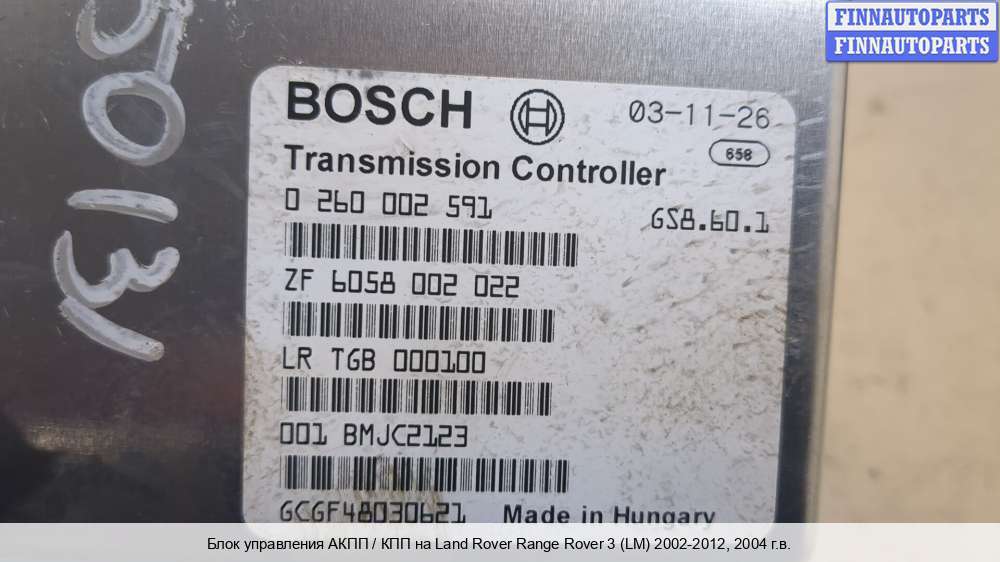 FINNAUTOPARTS
FINNAUTOPARTS
BOSCH
03-11-26
658
Transmission Controller
0 260 002 591
GS8.60.1
ZF 6058 002 022
LR TGB 000100
001 BMJC2123
GCGF48030621 Made in Hungary
Блок управления АКПП / КПП на Land Rover Range Rover 3 (LM) 2002-2012, 2004 г.в.